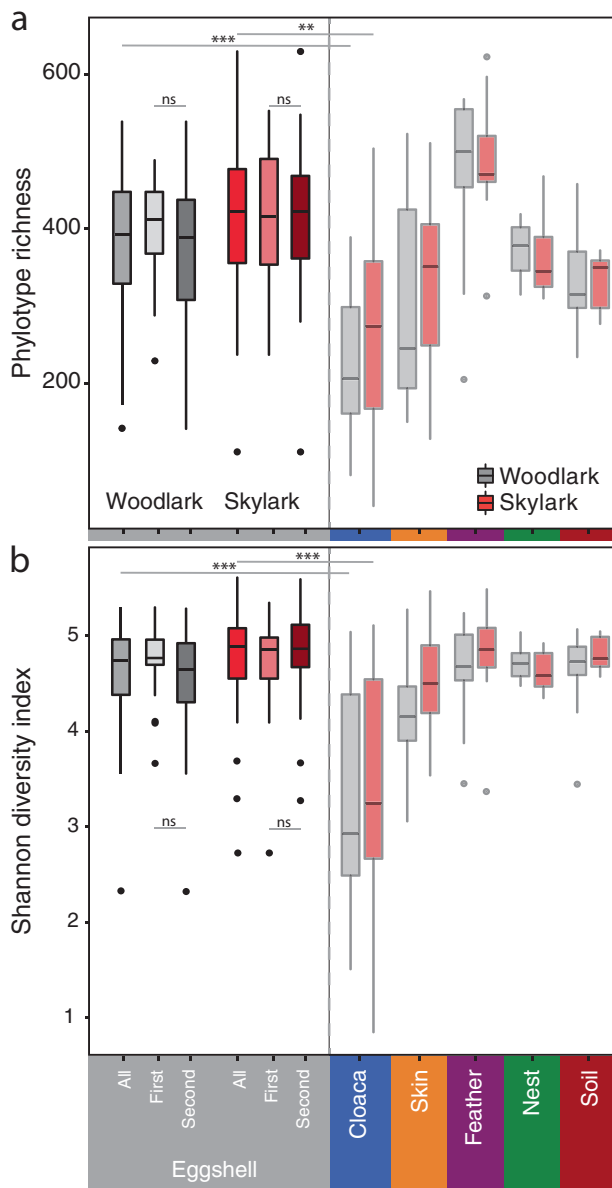 a
**
***
600
ns
ns
400
Phylotype richness
200
Woodlark
Skylark
Woodlark
Skylark
b
***
***
5
4
3
ns
ns
Shannon diversity index
2
1
All
First
Second
All
First
Second
Cloaca
Skin
Feather
Nest
Soil
Eggshell